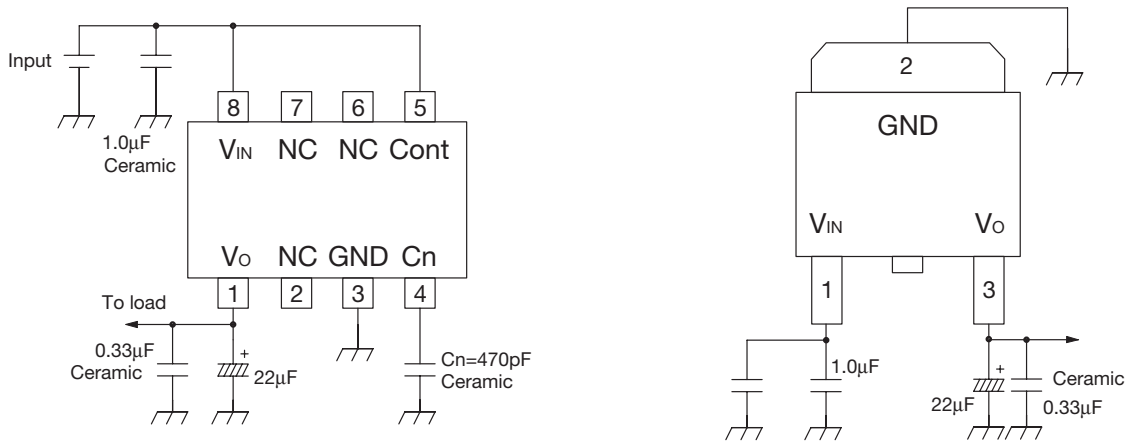 Input
1.0μF
Ceramic
8 7 6 5
VIN NC NC Cont
VO NC GND Cn
1 2 3 4
To load
0.33μF
Ceramic
+
22μF
Cn=470pF
Ceramic
2
GND
VIN VO
1 3
1.0μF
+
22μF
Ceramic
0.33μF